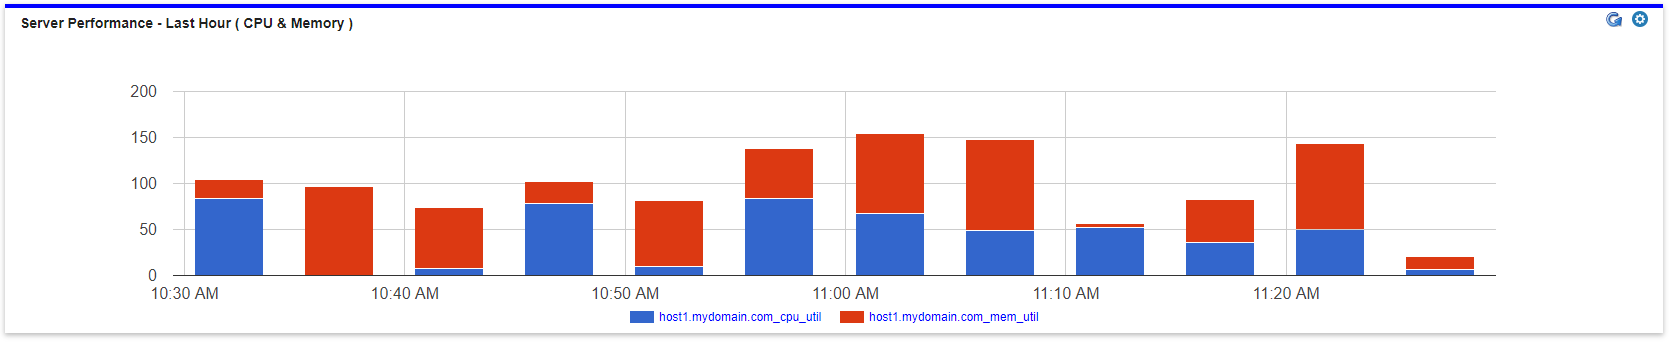 Server Performance - Last Hour ( CPU & Memory )
200
150
100
50
0
10:30 AM 10:40 AM 10:50 AM 11:00 AM 11:10 AM 11:20 AM
host1.mydomain.com_cpu_util host1.mydomain.com_mem_util